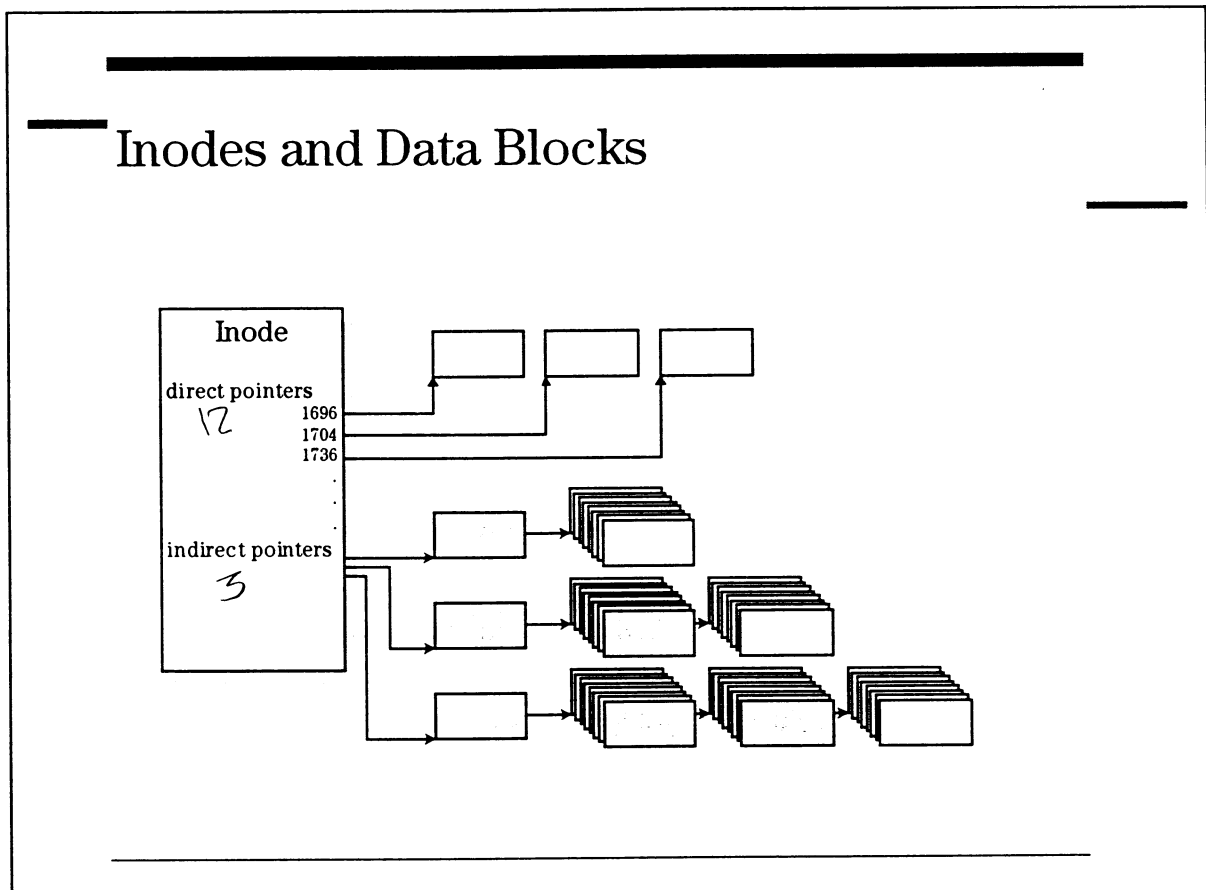 Inodes and Data Blocks
Inode
direct pointers
12
1696
1704
1736
.
.
.
indirect pointers
3